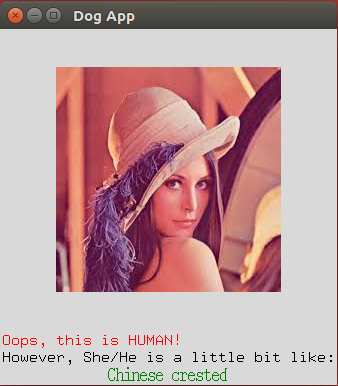 Dog App
Oops, this is HUMAN!
However, She/He is a little bit like:
Chinese crested